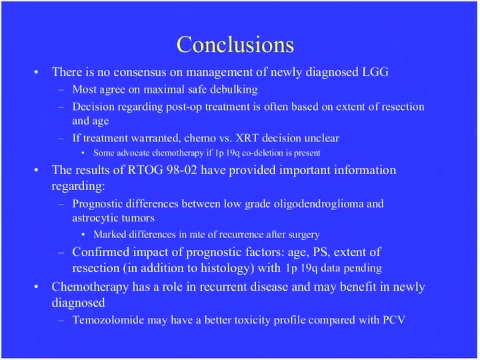 Conclusions
• There is no consensus on management of newly diagnosed LGG
– Most agree on maximal safe debulking
– Decision regarding post-op treatment is often based on extent of resection
and age
– If treatment warranted, chemo vs. XRT decision unclear
• Some advocate chemotherapy if 1p 19q co-deletion is present
• The results of RTOG 98-02 have provided important information
regarding:
– Prognostic differences between low grade oligodendroglioma and
astrocytic tumors
• Marked differences in rate of recurrence after surgery
– Confirmed impact of prognostic factors: age, PS, extent of
resection (in addition to histology) with 1p 19q data pending
• Chemotherapy has a role in recurrent disease and may benefit in newly
diagnosed
– Temozolomide may have a better toxicity profile compared with PCV